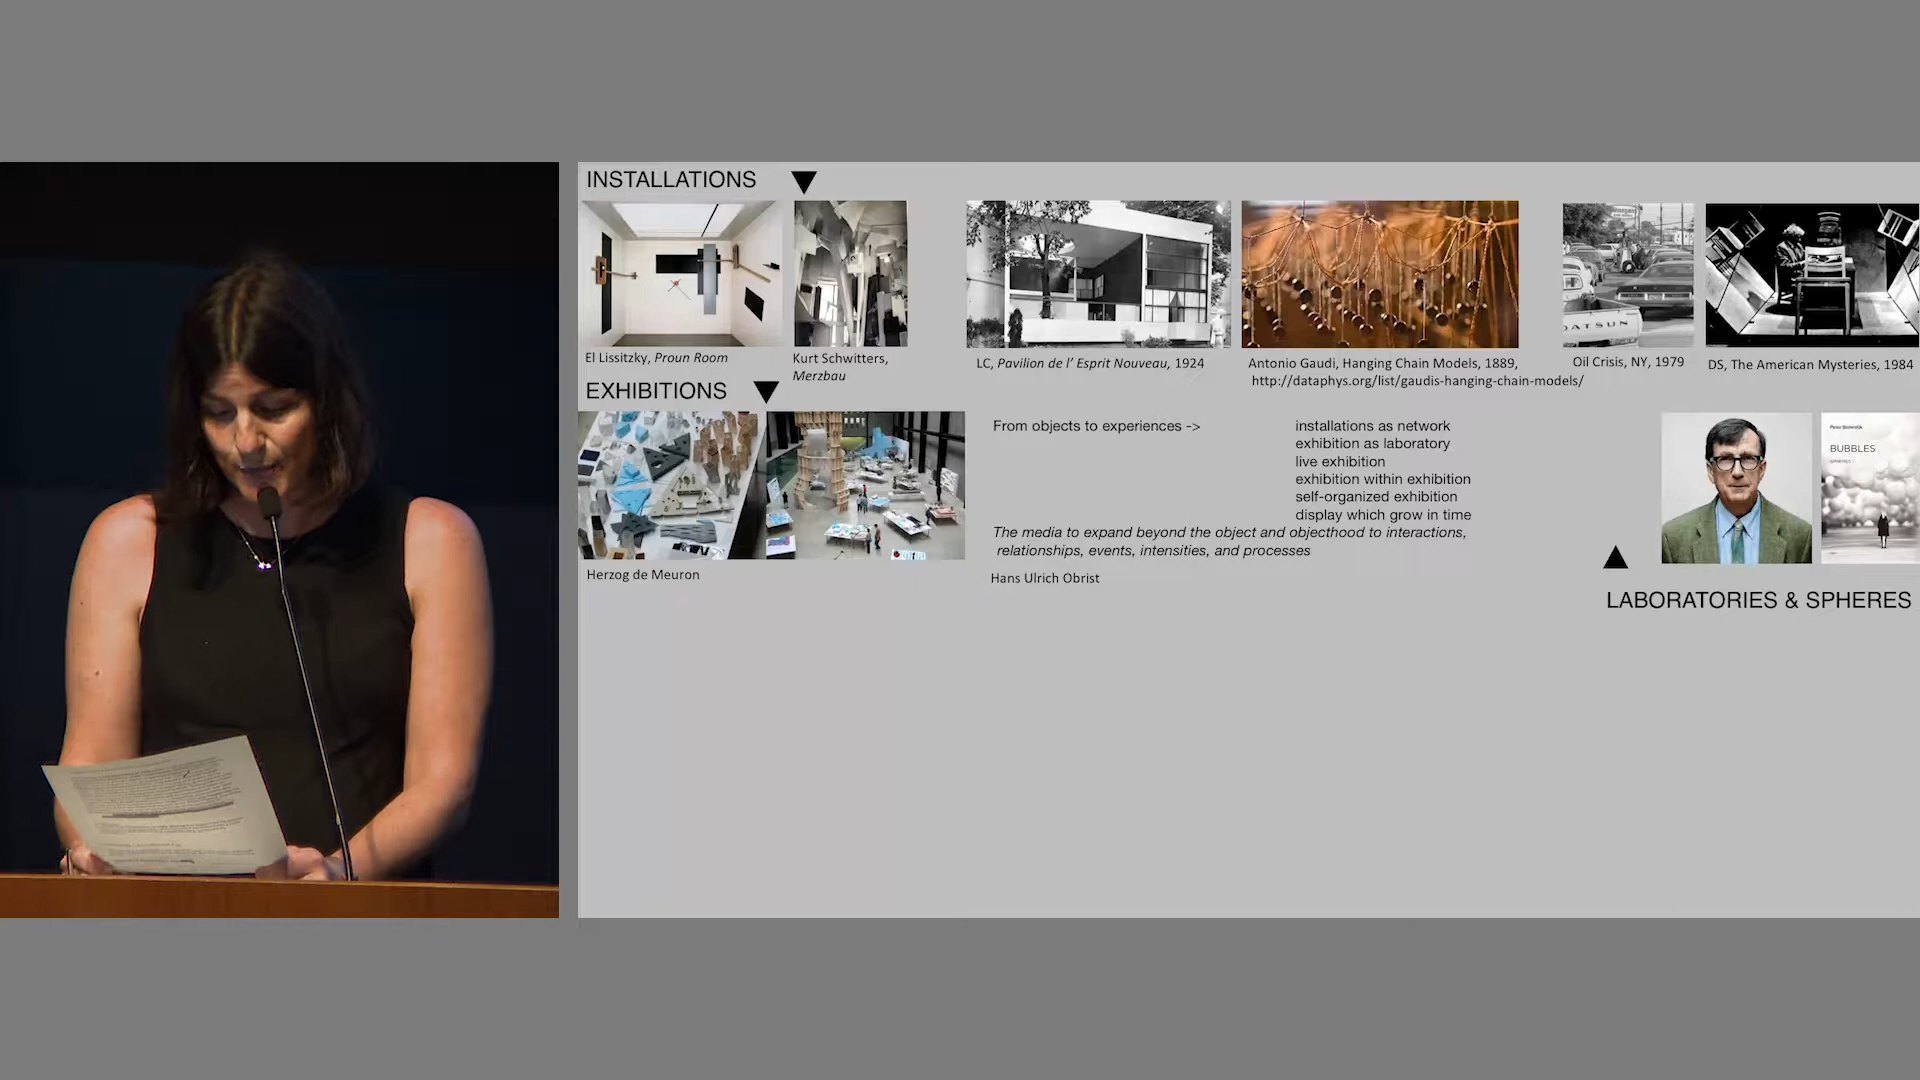 INSTALLATIONS
DATSUN
El Lissitzky, Proun Room
Kurt Schwitters,
Merzbau
LC, Pavilion de l’ Esprit Nouveau, 1924
Antonio Gaudi, Hanging Chain Models, 1889,
http://dataphys.org/list/gaudis-hanging-chain-models/
Oil Crisis, NY, 1979
DS, The American Mysteries, 1984
EXHIBITIONS
From objects to experiences ->
installations as network
exhibition as laboratory
live exhibition
exhibition within exhibition
self-organized exhibition
display which grow in time
The media to expand beyond the object and objecthood to interactions,
relationships, events, intensities, and processes
Herzog de Meuron
Hans Ulrich Obrist
Peter Sloterdijk
BUBBLES
SPHERES I
LABORATORIES & SPHERES